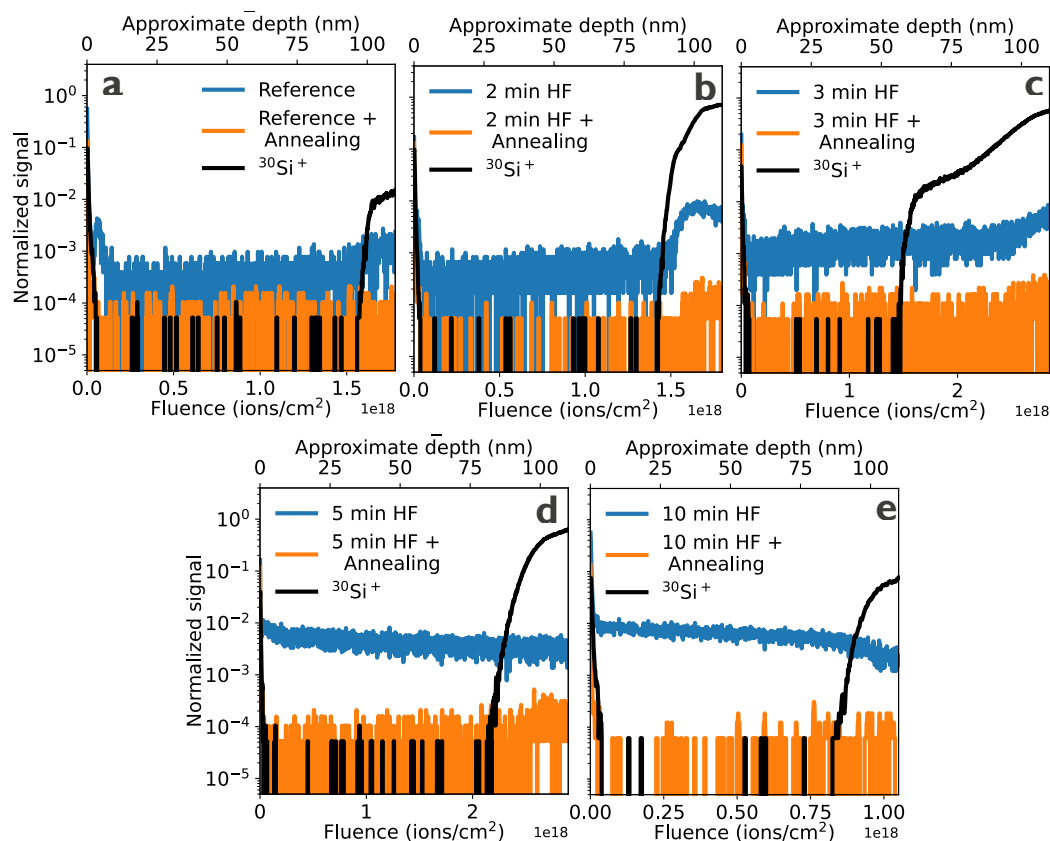 Approximate depth (nm)
0 25 50 75 100
a
Reference
Reference +
Annealing
³⁰Si⁺
Normalized signal
10⁰
10⁻¹
10⁻²
10⁻³
10⁻⁴
10⁻⁵
0.0 0.5 1.0 1.5
Fluence (ions/cm²) 1e18
Approximate depth (nm)
0 25 50 75 100
b
2 min HF
2 min HF +
Annealing
³⁰Si⁺
0.0 0.5 1.0 1.5
Fluence (ions/cm²) 1e18
Approximate depth (nm)
0 25 50 75 100
c
3 min HF
3 min HF +
Annealing
³⁰Si⁺
0 1 2
Fluence (ions/cm²) 1e18
Approximate depth (nm)
0 25 50 75 100
d
5 min HF
5 min HF +
Annealing
³⁰Si⁺
Normalized signal
10⁰
10⁻¹
10⁻²
10⁻³
10⁻⁴
10⁻⁵
0 1 2
Fluence (ions/cm²) 1e18
Approximate depth (nm)
0 25 50 75 100
e
10 min HF
10 min HF +
Annealing
³⁰Si⁺
0.00 0.25 0.50 0.75 1.00
Fluence (ions/cm²) 1e18